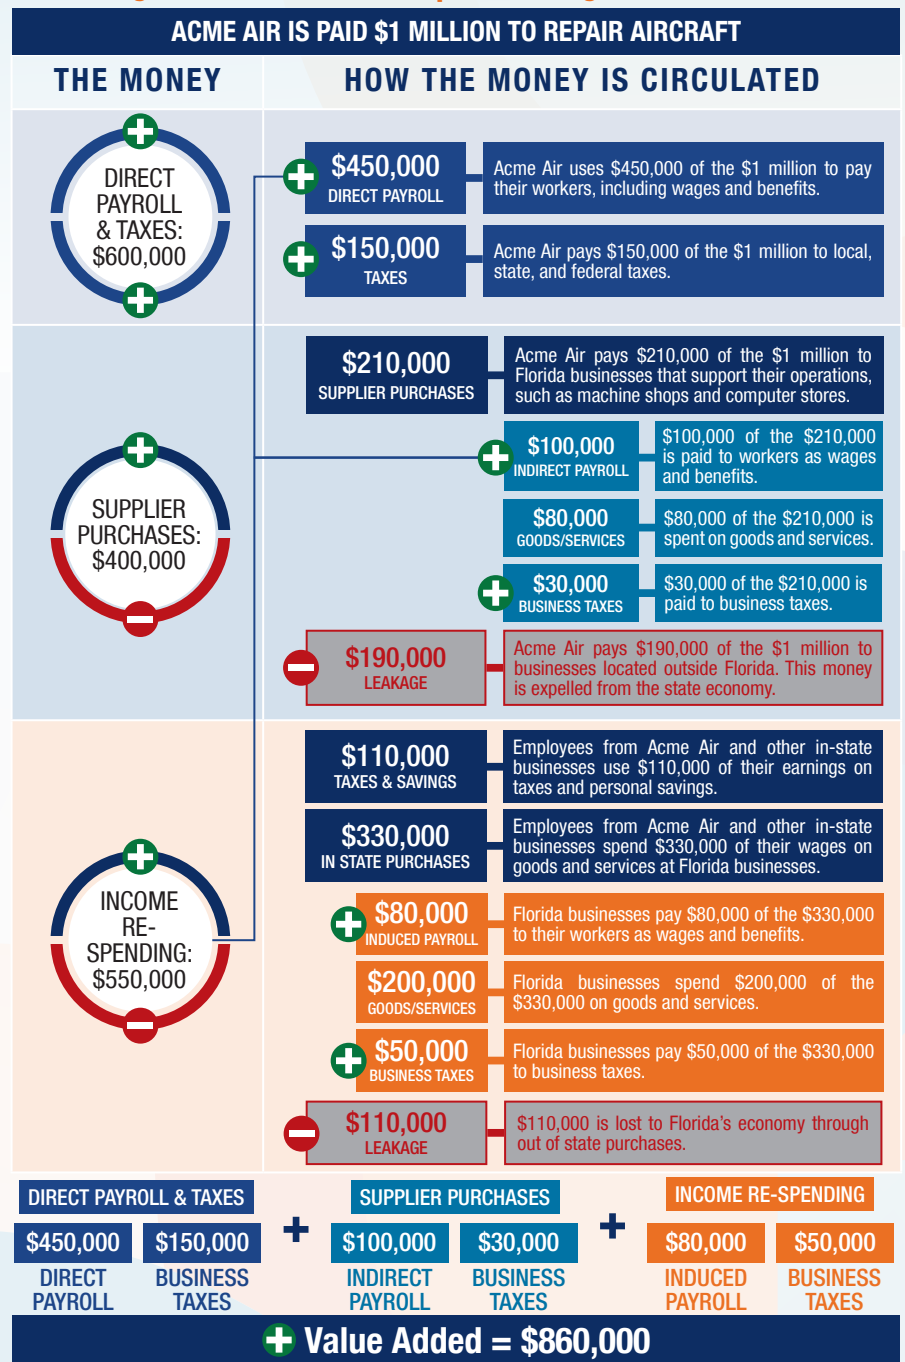 ACME AIR IS PAID $1 MILLION TO REPAIR AIRCRAFT
THE MONEY
HOW THE MONEY IS CIRCULATED
DIRECT
PAYROLL
& TAXES:
$600,000
$450,000
DIRECT PAYROLL
Acme Air uses $450,000 of the $1 million to pay
their workers, including wages and benefits.
$150,000
TAXES
Acme Air pays $150,000 of the $1 million to local,
state, and federal taxes.
SUPPLIER
PURCHASES:
$400,000
$210,000
SUPPLIER PURCHASES
Acme Air pays $210,000 of the $1 million to
Florida businesses that support their operations,
such as machine shops and computer stores.
$100,000
INDIRECT PAYROLL
$100,000 of the $210,000
is paid to workers as wages
and benefits.
$80,000
GOODS/SERVICES
$80,000 of the $210,000 is
spent on goods and services.
$30,000
BUSINESS TAXES
$30,000 of the $210,000 is
paid to business taxes.
$190,000
LEAKAGE
Acme Air pays $190,000 of the $1 million to
businesses located outside Florida. This money
is expelled from the state economy.
INCOME
RE-
SPENDING:
$550,000
$110,000
TAXES & SAVINGS
Employees from Acme Air and other in-state
businesses use $110,000 of their earnings on
taxes and personal savings.
$330,000
IN STATE PURCHASES
Employees from Acme Air and other in-state
businesses spend $330,000 of their wages on
goods and services at Florida businesses.
$80,000
INDUCED PAYROLL
Florida businesses pay $80,000 of the $330,000
to their workers as wages and benefits.
$200,000
GOODS/SERVICES
Florida businesses spend $200,000 of the
$330,000 on goods and services.
$50,000
BUSINESS TAXES
Florida businesses pay $50,000 of the $330,000
to business taxes.
$110,000
LEAKAGE
$110,000 is lost to Florida's economy through
out of state purchases.
DIRECT PAYROLL & TAXES
$450,000
DIRECT
PAYROLL
$150,000
BUSINESS
TAXES
+
SUPPLIER PURCHASES
$100,000
INDIRECT
PAYROLL
$30,000
BUSINESS
TAXES
+
INCOME RE-SPENDING
$80,000
INDUCED
PAYROLL
$50,000
BUSINESS
TAXES
+ Value Added = $860,000